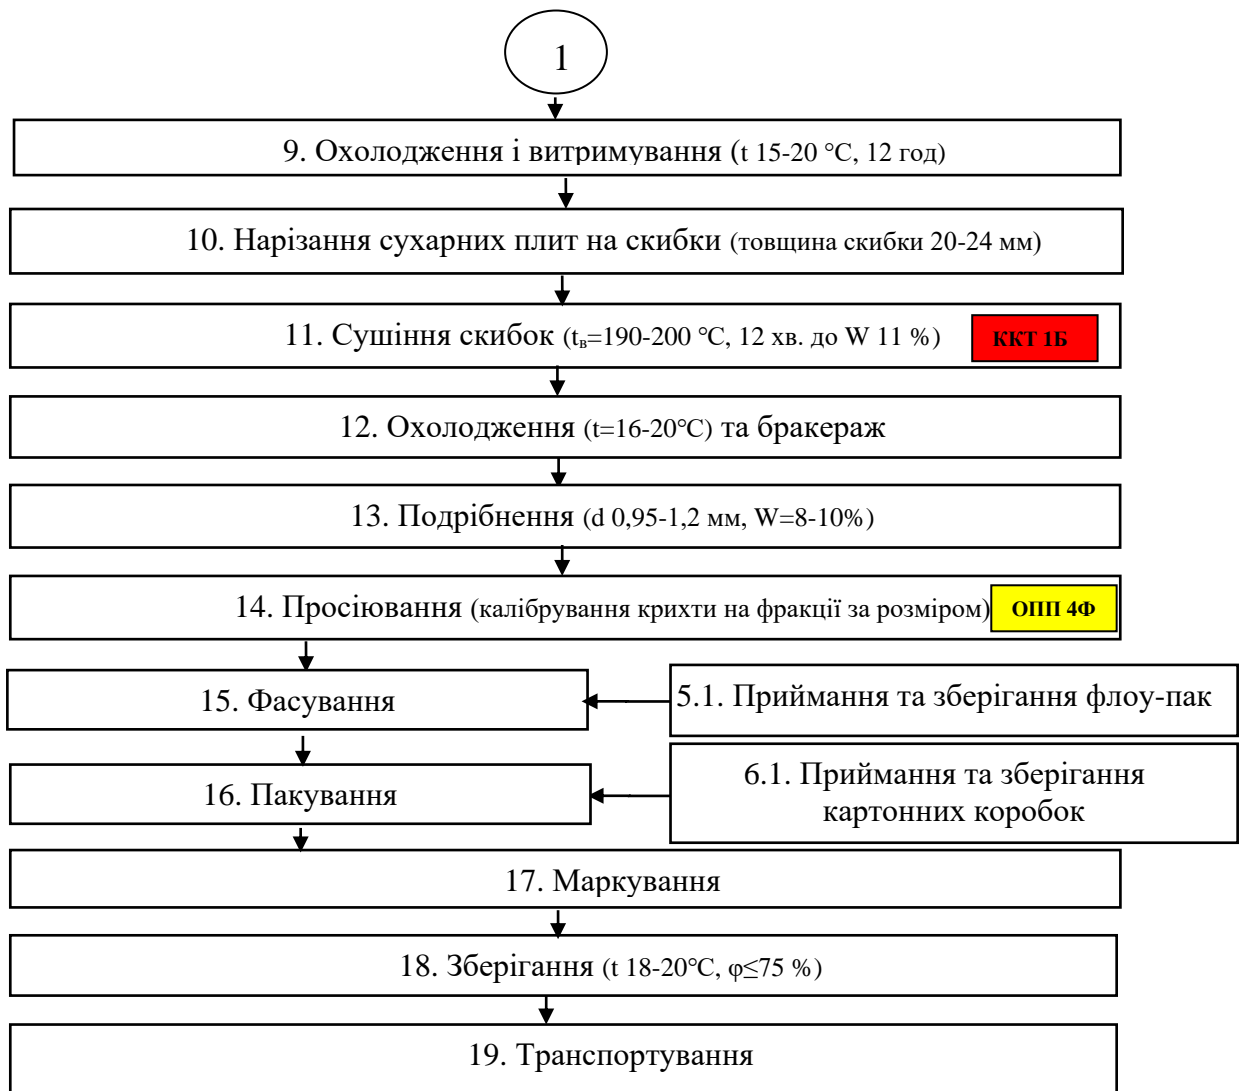 1
9. Охолодження і витримування (t 15-20 °С, 12 год)
10. Нарізання сухарних плит на скибки (товщина скибки 20-24 мм)
11. Сушіння скибок (tв=190-200 °С, 12 хв. до W 11 %)
ККТ 1Б
12. Охолодження (t=16-20°С) та бракераж
13. Подрібнення (d 0,95-1,2 мм, W=8-10%)
14. Просіювання (калібрування крихти на фракції за розміром)
ОПП 4Ф
15. Фасування
5.1. Приймання та зберігання флоу-пак
16. Пакування
6.1. Приймання та зберігання
картонних коробок
17. Маркування
18. Зберігання (t 18-20°С, φ≤75 %)
19. Транспортування